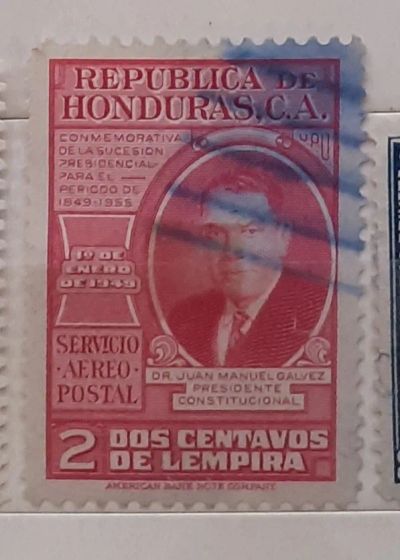 REPUBLICA DE
HONDURAS, C.A.
CONMEMORATIVA
DE LA SUCESION
PRESIDENCIAL
PARA EL
PERIODO DE
1949-1955
U P U
1º DE
ENERO
DE 1949
SERVICIO
·AEREO·
POSTAL
DR. JUAN MANUEL GALVEZ
PRESIDENTE
CONSTITUCIONAL
2 DOS CENTAVOS
DE LEMPIRA
AMERICAN BANK NOTE COMPANY